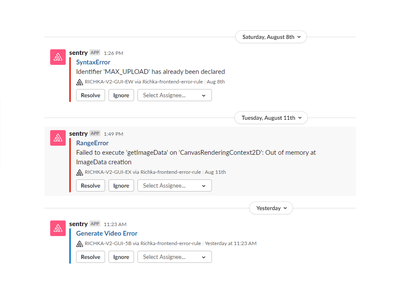 Saturday, August 8th
sentry APP 1:26 PM
SyntaxError
Identifier 'MAX_UPLOAD' has already been declared
RICHKA-V2-GUI-EW via Richka-frontend-error-rule | Aug 8th
Resolve Ignore Select Assignee...
Tuesday, August 11th
sentry APP 1:49 PM
RangeError
Failed to execute 'getImageData' on 'CanvasRenderingContext2D': Out of memory at
ImageData creation
RICHKA-V2-GUI-EX via Richka-frontend-error-rule | Aug 11th
Resolve Ignore Select Assignee...
Yesterday
sentry APP 11:23 AM
Generate Video Error
RICHKA-V2-GUI-5B via Richka-frontend-error-rule | Yesterday at 11:23 AM
Resolve Ignore Select Assignee...